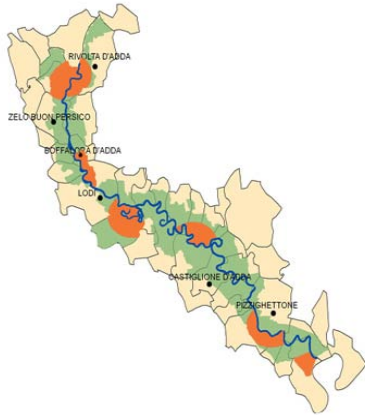 RIVOLTA D'ADDA
ZELO BUON PERSICO
BOFFALORA D'ADDA
LODI
CASTIGLIONE D'ADDA
PIZZIGHETTONE